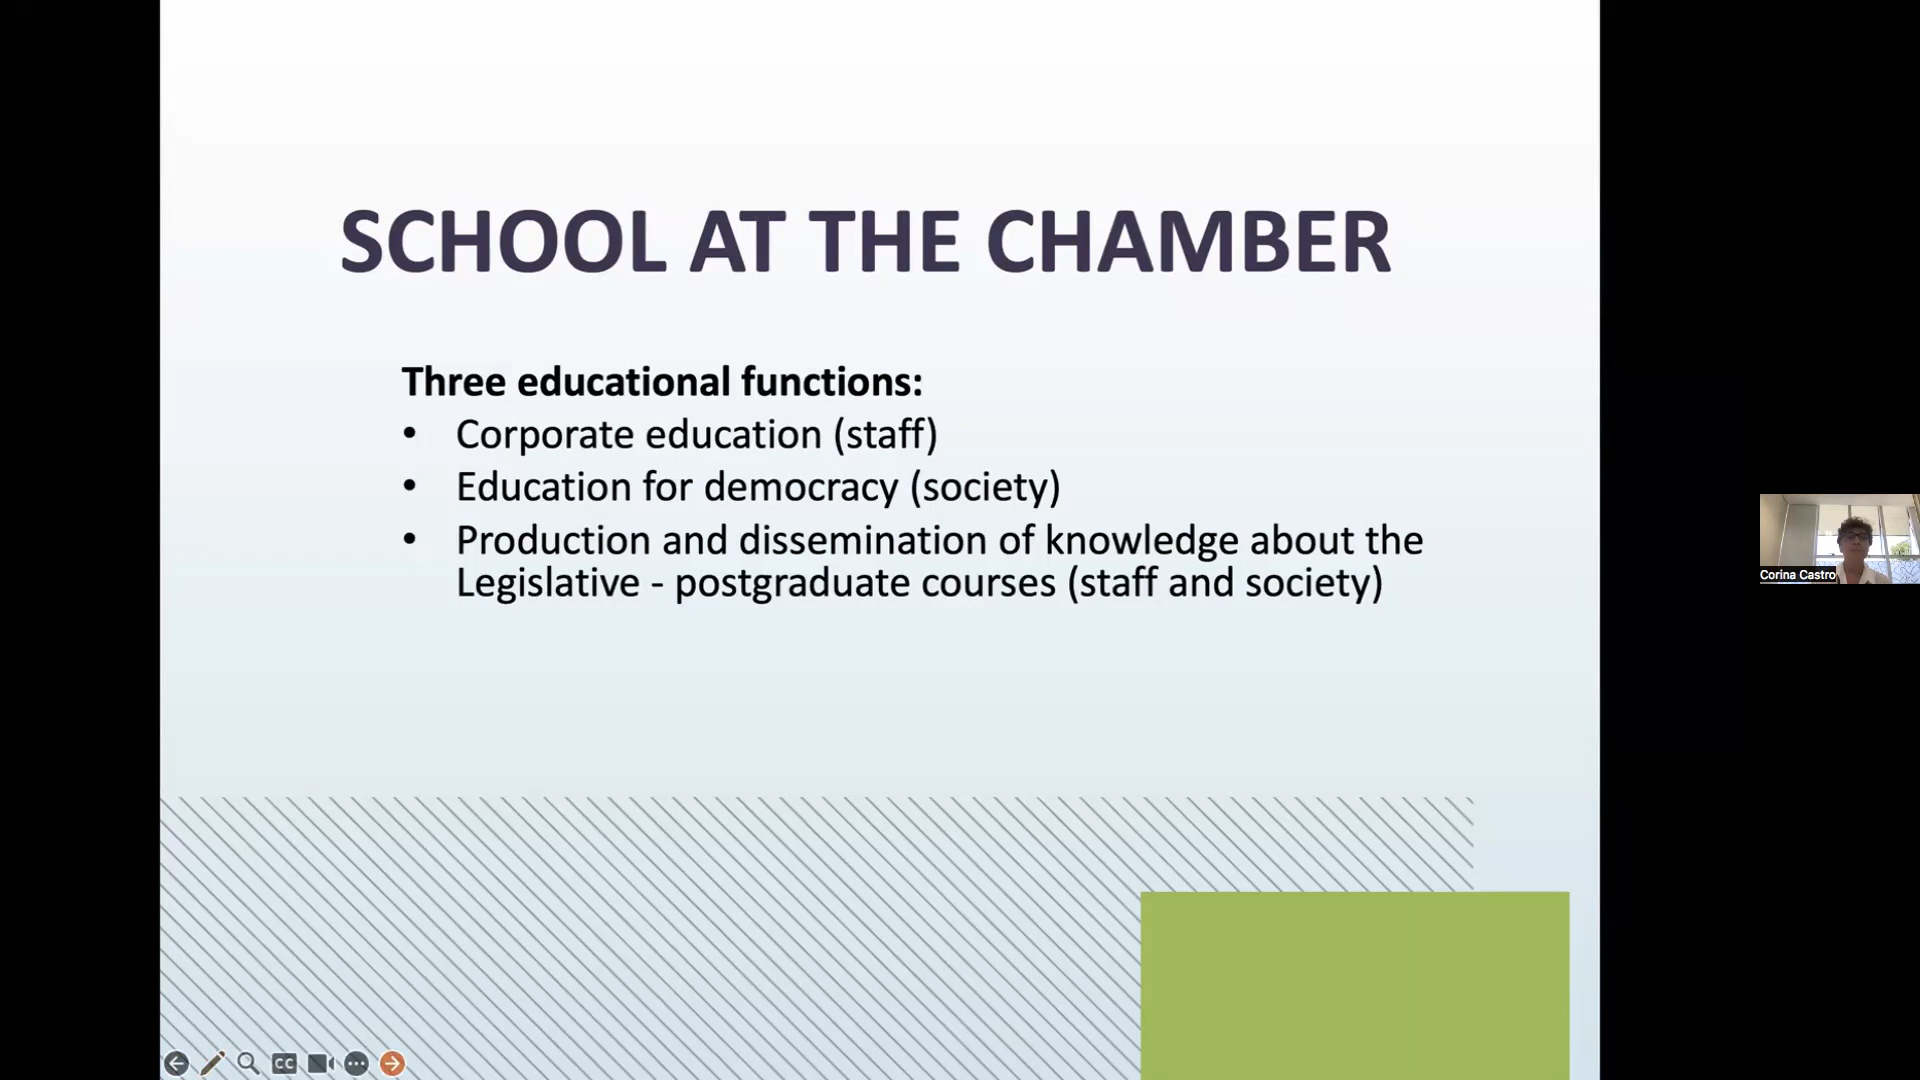 SCHOOL AT THE CHAMBER
Three educational functions:
• Corporate education (staff)
• Education for democracy (society)
• Production and dissemination of knowledge about the
Legislative - postgraduate courses (staff and society)
Corina Castro
CC